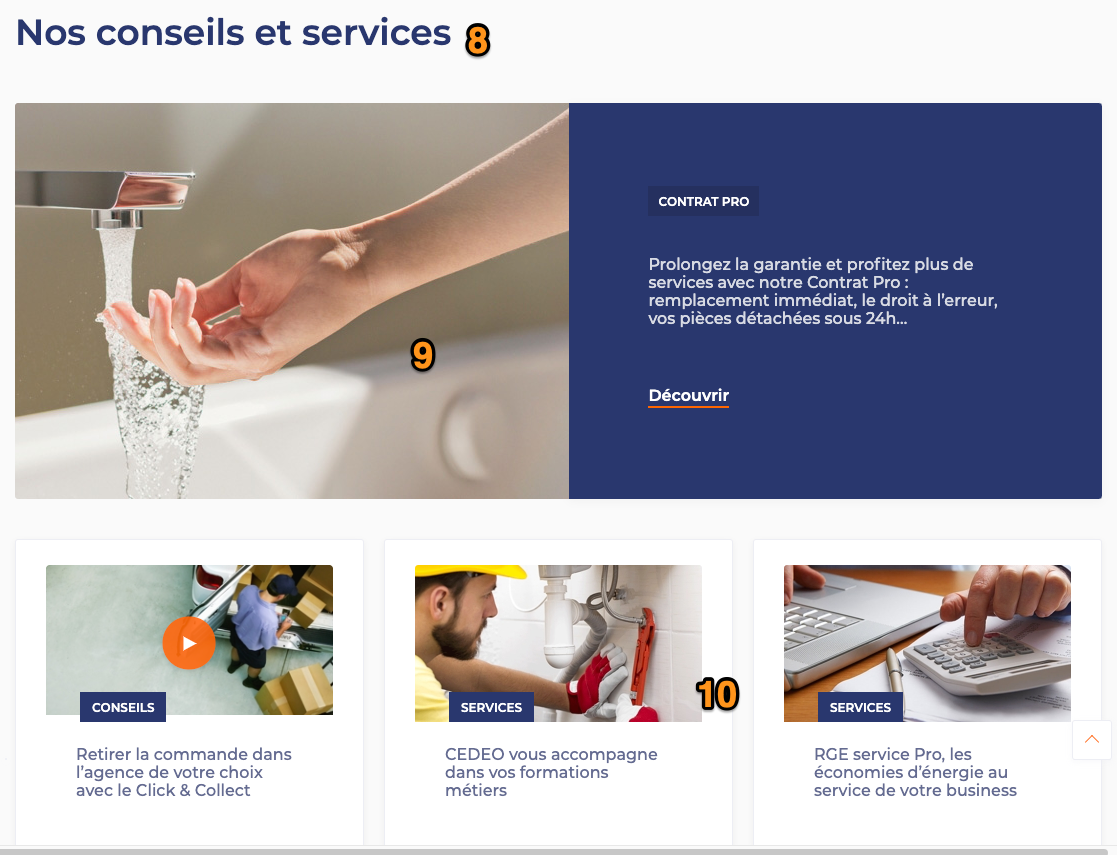 Nos conseils et services 8
CONTRAT PRO
Prolongez la garantie et profitez plus de
services avec notre Contrat Pro :
remplacement immédiat, le droit à l'erreur,
vos pièces détachées sous 24h...
9
Découvrir
CONSEILS
Retirer la commande dans
l'agence de votre choix
avec le Click & Collect
SERVICES
10
CEDEO vous accompagne
dans vos formations
métiers
SERVICES
RGE service Pro, les
économies d'énergie au
service de votre business